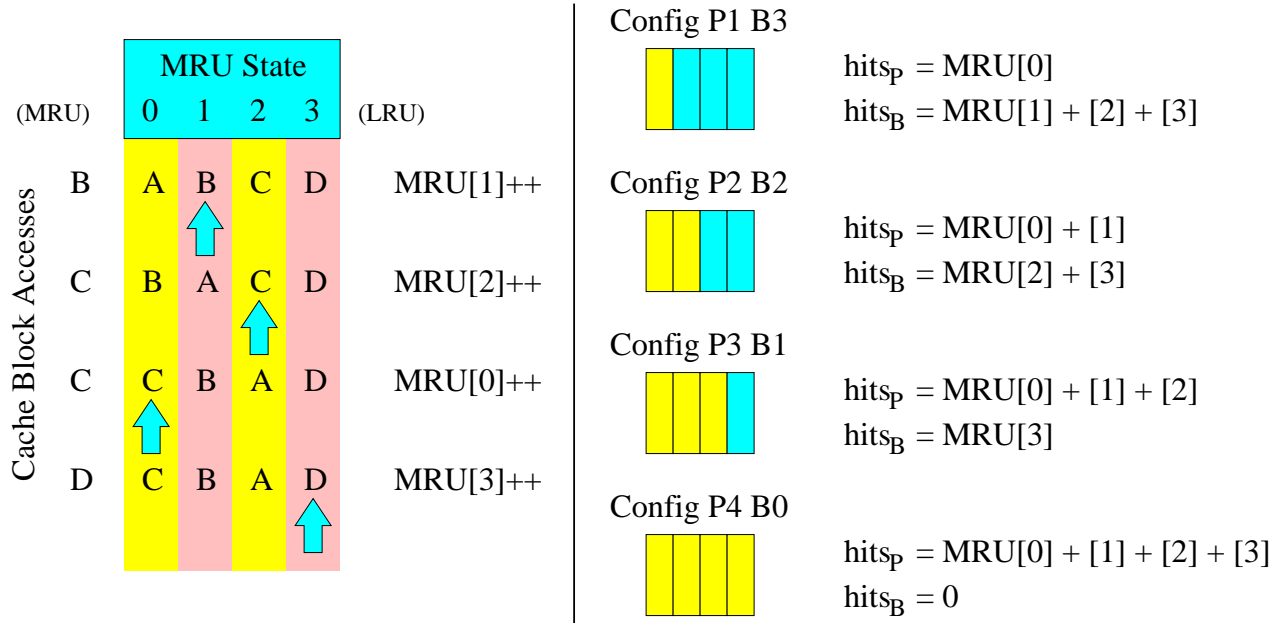 MRU State
(MRU) 0 1 2 3 (LRU)
Cache Block Accesses
B A B C D MRU[1]++
C B A C D MRU[2]++
C C B A D MRU[0]++
D C B A D MRU[3]++
Config P1 B3
hitsP = MRU[0]
hitsB = MRU[1] + [2] + [3]
Config P2 B2
hitsP = MRU[0] + [1]
hitsB = MRU[2] + [3]
Config P3 B1
hitsP = MRU[0] + [1] + [2]
hitsB = MRU[3]
Config P4 B0
hitsP = MRU[0] + [1] + [2] + [3]
hitsB = 0